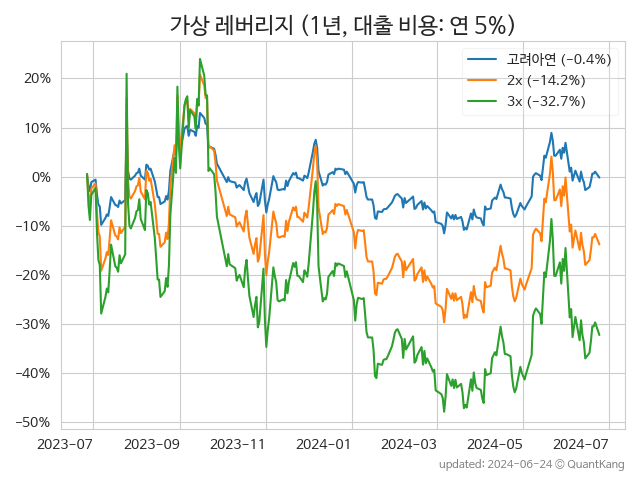 가상 레버리지 (1년, 대출 비용: 연 5%)
고려아연 (−0.4%)
2x (−14.2%)
3x (−32.7%)
20%
10%
0%
−10%
−20%
−30%
−40%
−50%
2023-07 2023-09 2023-11 2024-01 2024-03 2024-05 2024-07
updated: 2024-06-24 ⓒ QuantKang